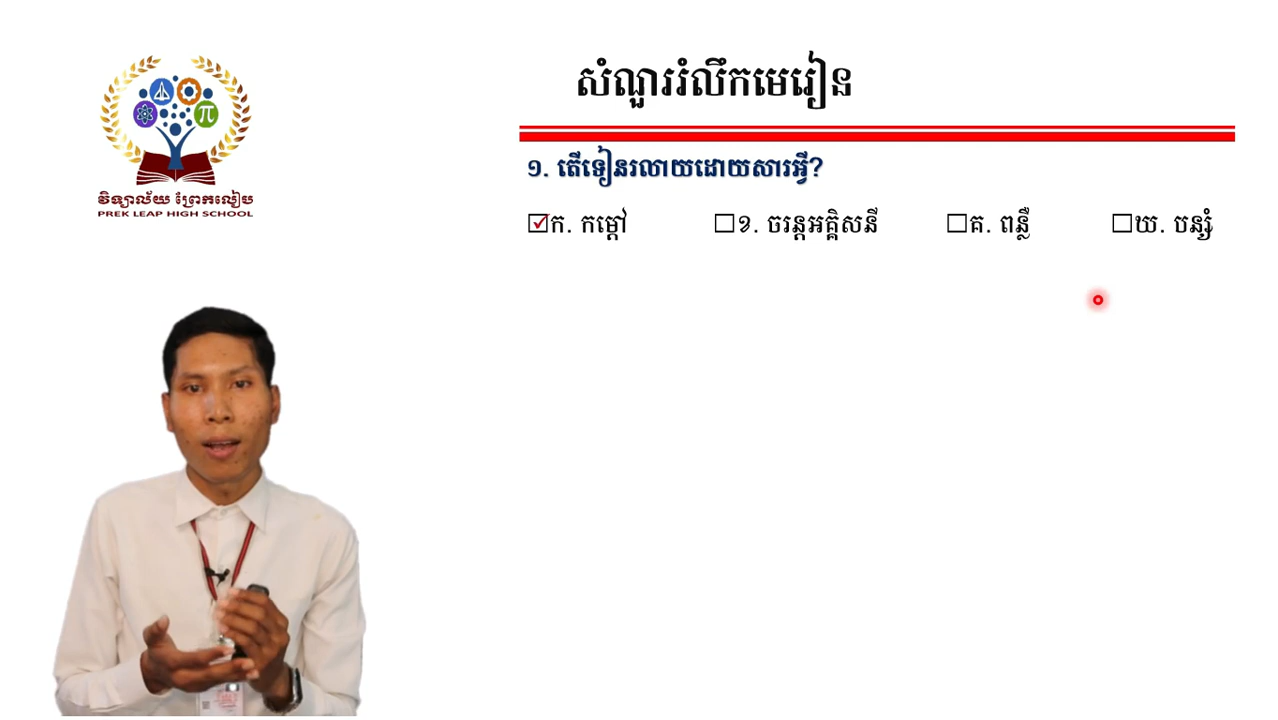 សំណួររំលឹកមេរៀន
១. តើទៀនរលាយដោយសារអ្វី?
ក. កម្ដៅ ខ. ចរន្តអគ្គិសនី គ. ពន្លឺ ឃ. បន្សំ
វិទ្យាល័យ ព្រែកលៀប
PREK LEAP HIGH SCHOOL